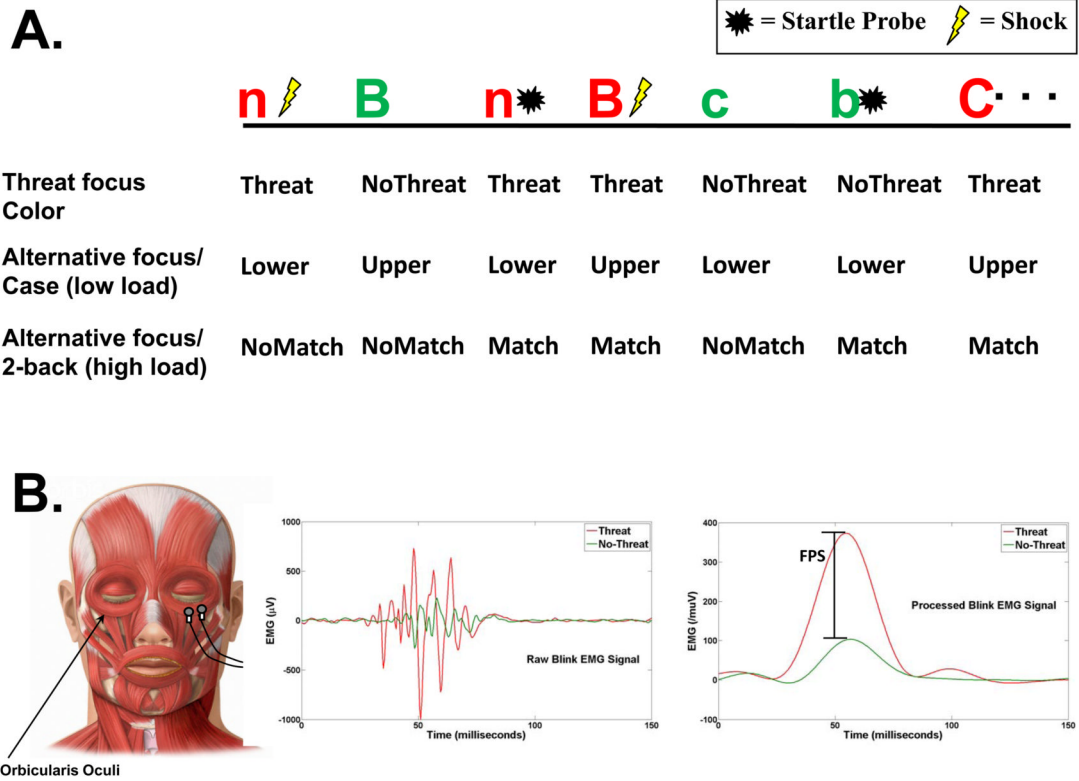 A.
= Startle Probe = Shock
n B n B c b C . . .
Threat focus
Color
Threat NoThreat Threat Threat NoThreat NoThreat Threat
Alternative focus/
Case (low load)
Lower Upper Lower Upper Lower Lower Upper
Alternative focus/
2-back (high load)
NoMatch NoMatch Match Match NoMatch Match Match
B.
Orbicularis Oculi
1000
500
0
-500
-1000
EMG (μV)
Threat
No-Threat
Raw Blink EMG Signal
0 50 100 150
Time (milliseconds)
400
300
200
100
0
-100
EMG (/muV)
FPS
Threat
No-Threat
Processed Blink EMG Signal
0 50 100 150
Time (milliseconds)